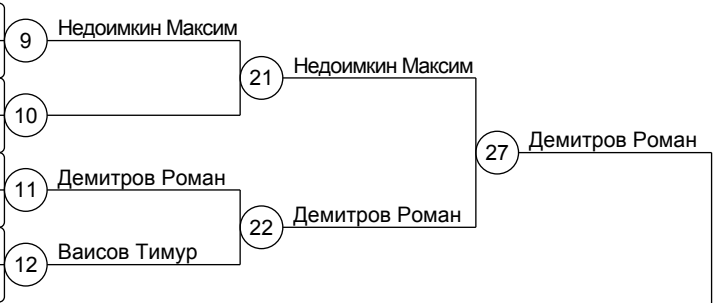 9 Недоимкин Максим
21 Недоимкин Максим
10
27 Демитров Роман
11 Демитров Роман
22 Демитров Роман
12 Ваисов Тимур